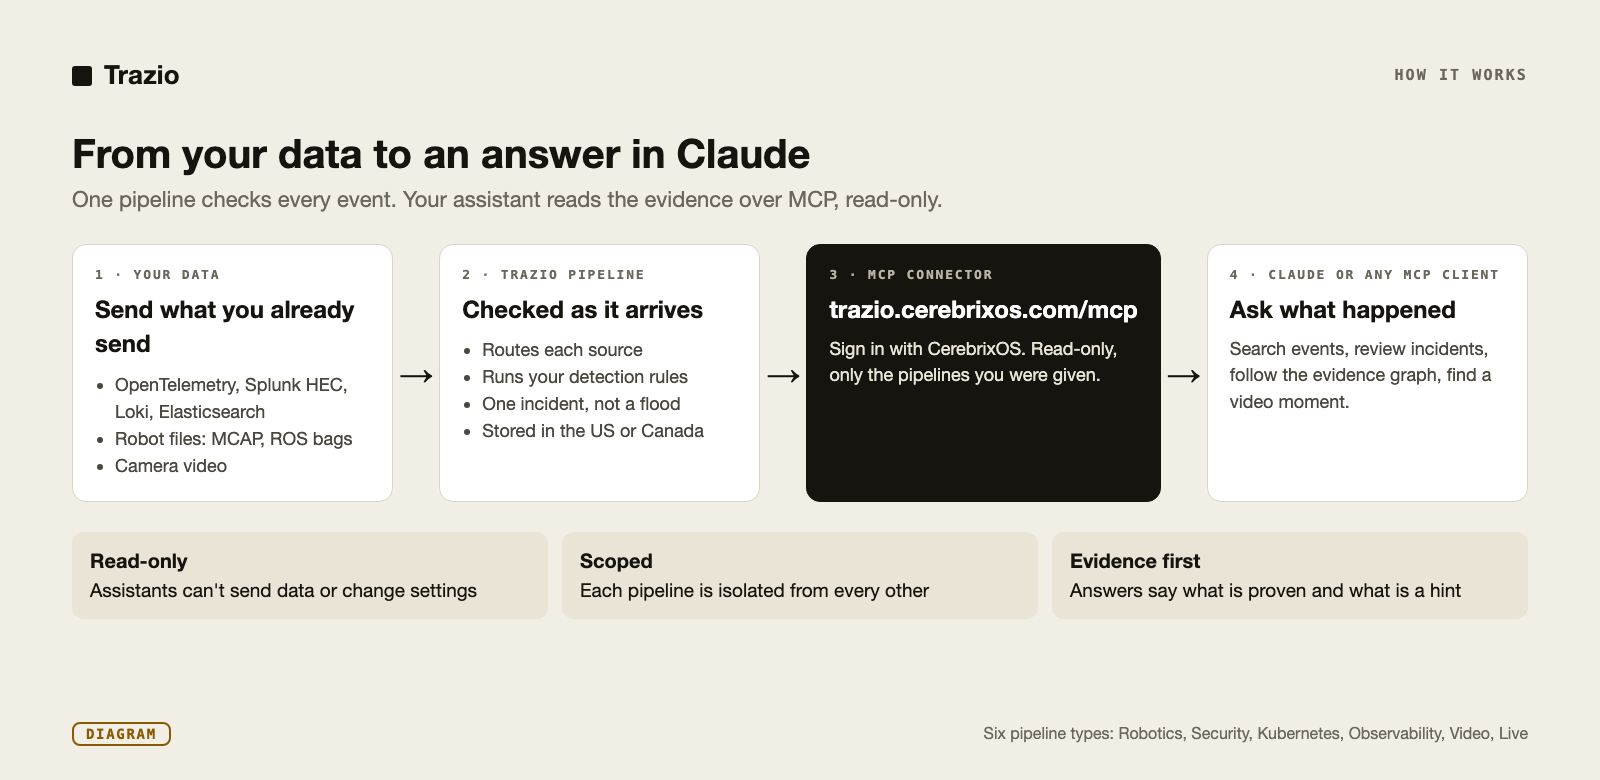 Trazio
HOW IT WORKS
From your data to an answer in Claude
One pipeline checks every event. Your assistant reads the evidence over MCP, read-only.
1 · YOUR DATA
Send what you already
send
• OpenTelemetry, Splunk HEC,
Loki, Elasticsearch
• Robot files: MCAP, ROS bags
• Camera video
→
2 · TRAZIO PIPELINE
Checked as it arrives
• Routes each source
• Runs your detection rules
• One incident, not a flood
• Stored in the US or Canada
→
3 · MCP CONNECTOR
trazio.cerebrixos.com/mcp
Sign in with CerebrixOS. Read-only,
only the pipelines you were given.
→
4 · CLAUDE OR ANY MCP CLIENT
Ask what happened
Search events, review incidents,
follow the evidence graph, find a
video moment.
Read-only
Assistants can't send data or change settings
Scoped
Each pipeline is isolated from every other
Evidence first
Answers say what is proven and what is a hint
DIAGRAM
Six pipeline types: Robotics, Security, Kubernetes, Observability, Video, Live